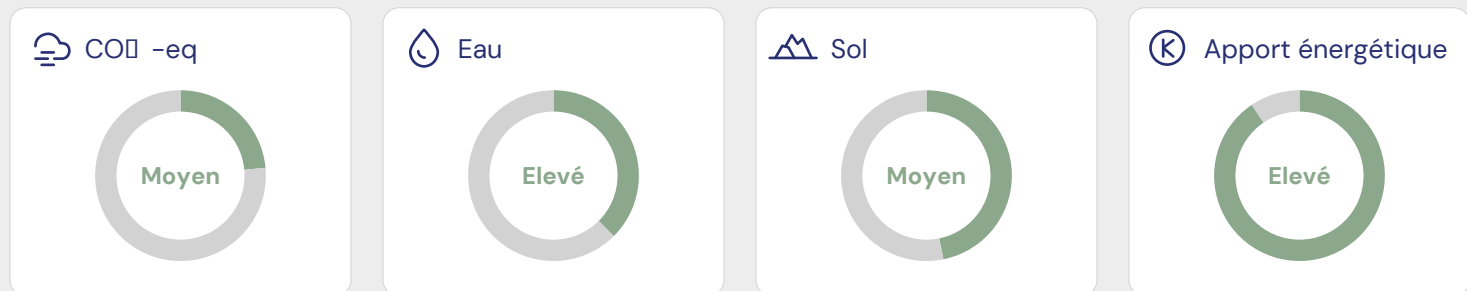 CO▯ -eq
Eau
Sol
Apport énergétique
Moyen
Elevé
Moyen
Elevé